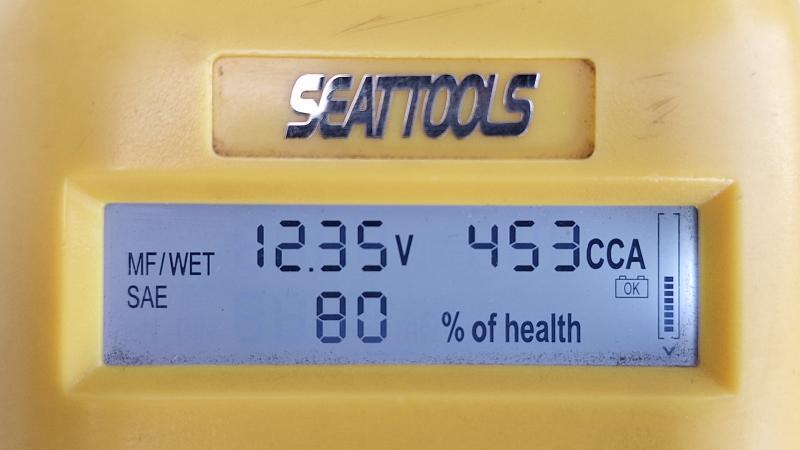 SEATTOOLS
MF/WET 12.35V 453CCA
SAE OK
80 % of health